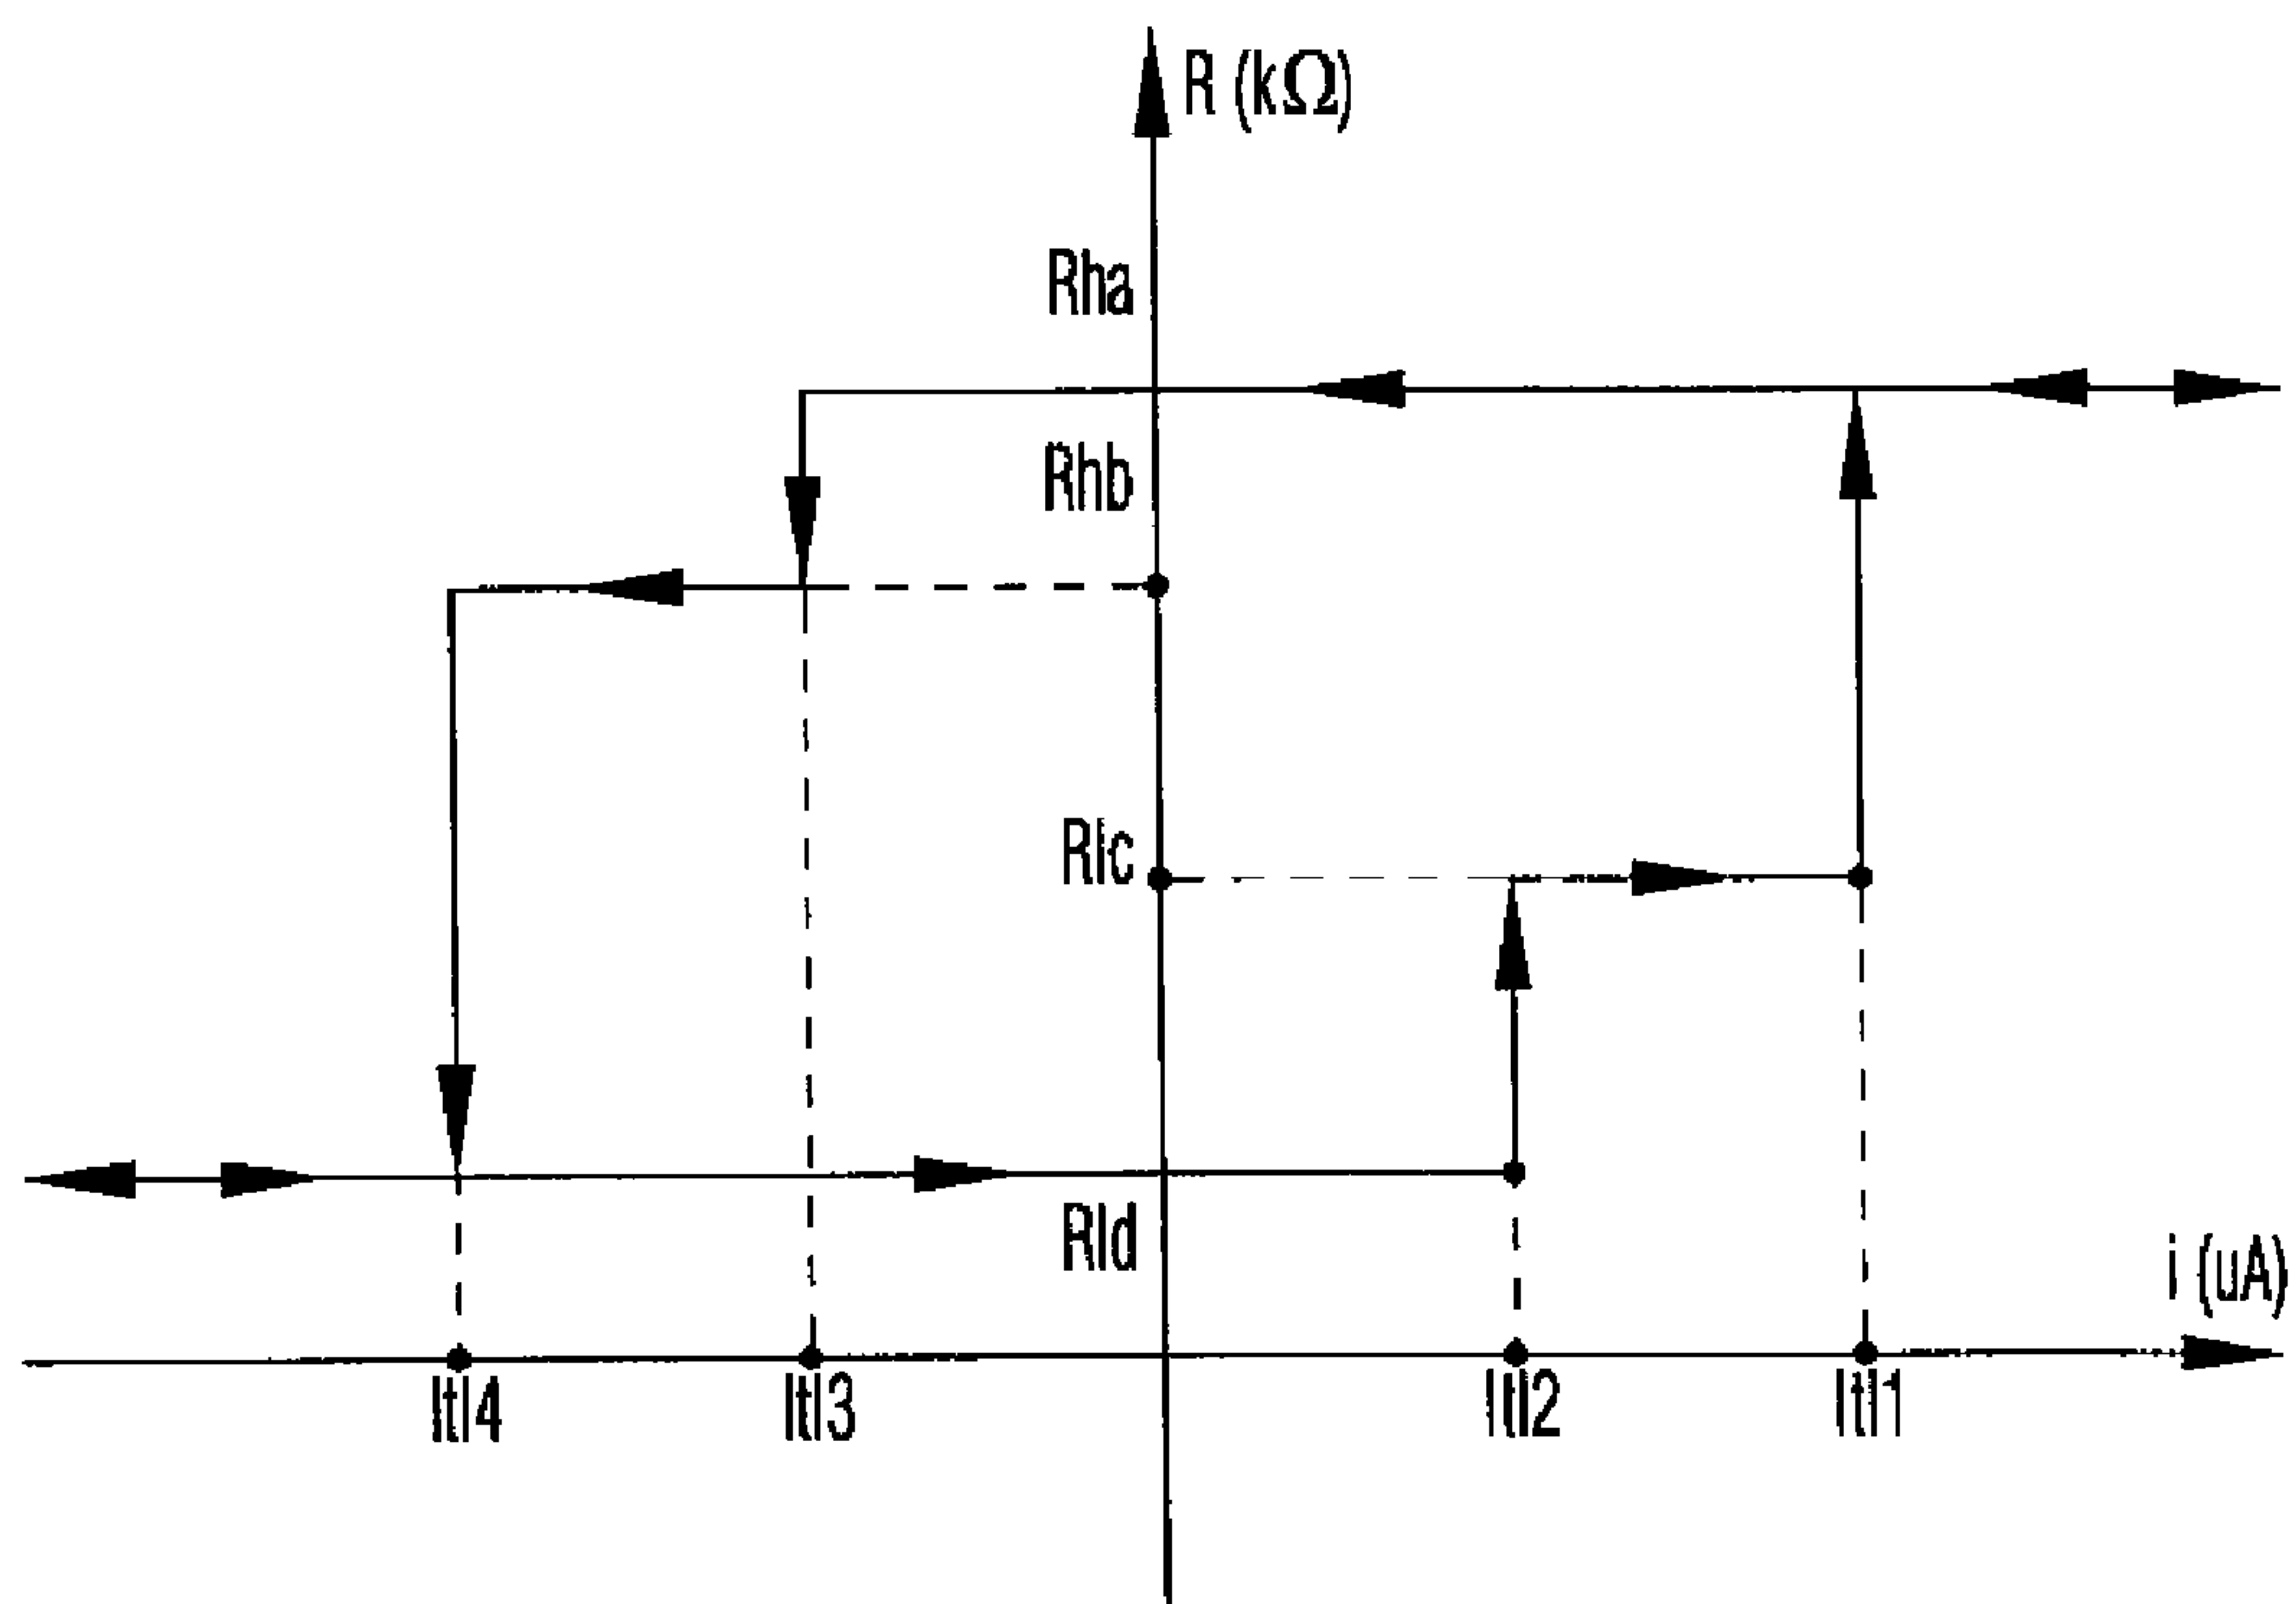 R (kΩ)
Rha
Rhb
Rlc
Rld
i (uA)
Itl4
Itl3
Itl2
Itl1